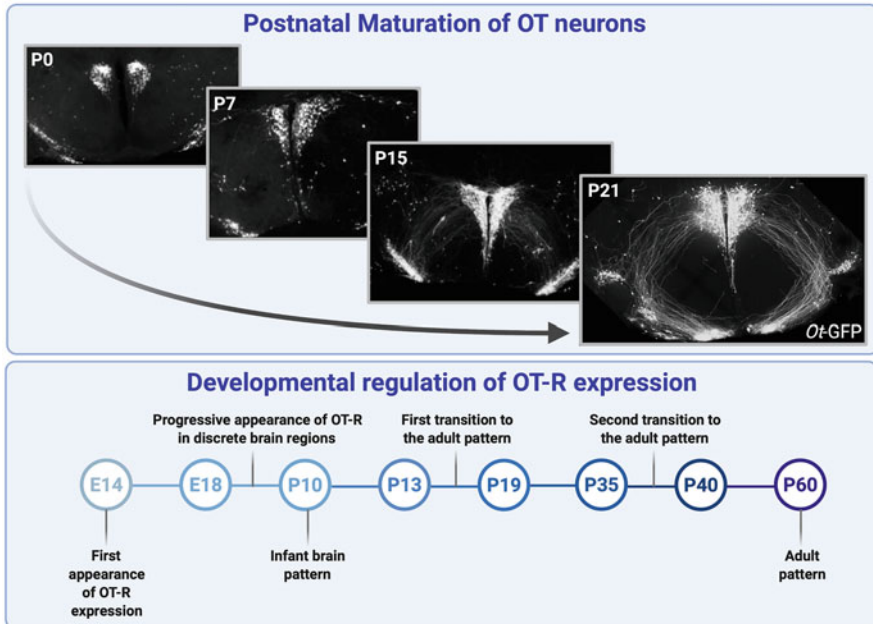 Postnatal Maturation of OT neurons
P0
P7
P15
P21
Ot-GFP
Developmental regulation of OT-R expression
Progressive appearance of OT-R
in discrete brain regions
First transition to
the adult pattern
Second transition to
the adult pattern
E14
E18
P10
P13
P19
P35
P40
P60
First
appearance
of OT-R
expression
Infant brain
pattern
Adult
pattern